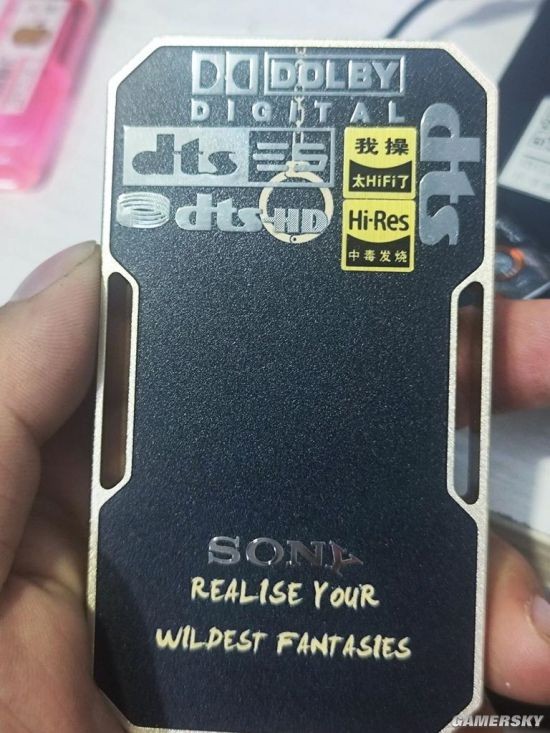 DOLBY
DIGITAL
dts
dts
dts-HD
我操
太HiFi了
Hi-Res
中毒发烧
SONY
REALISE YOUR
WILDEST FANTASIES
GAMERSKY